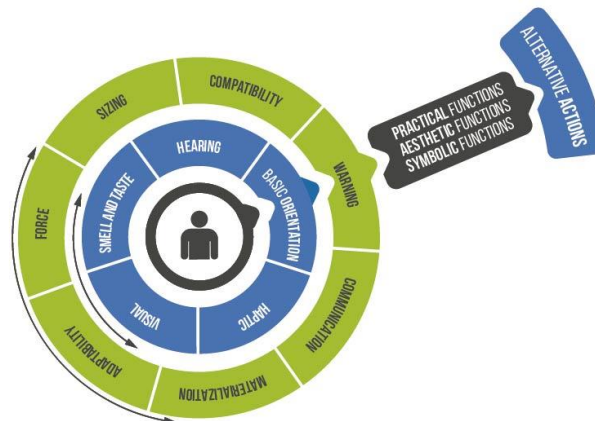 ALTERNATIVE ACTIONS
PRACTICAL FUNCTIONS
AESTHETIC FUNCTIONS
SYMBOLIC FUNCTIONS
SIZING
COMPATIBILITY
WARNING
COMMUNICATION
MATERIALIZATION
ADAPTABILITY
FORCE
HEARING
BASIC ORIENTATION
HAPTIC
VISUAL
SMELL AND TASTE